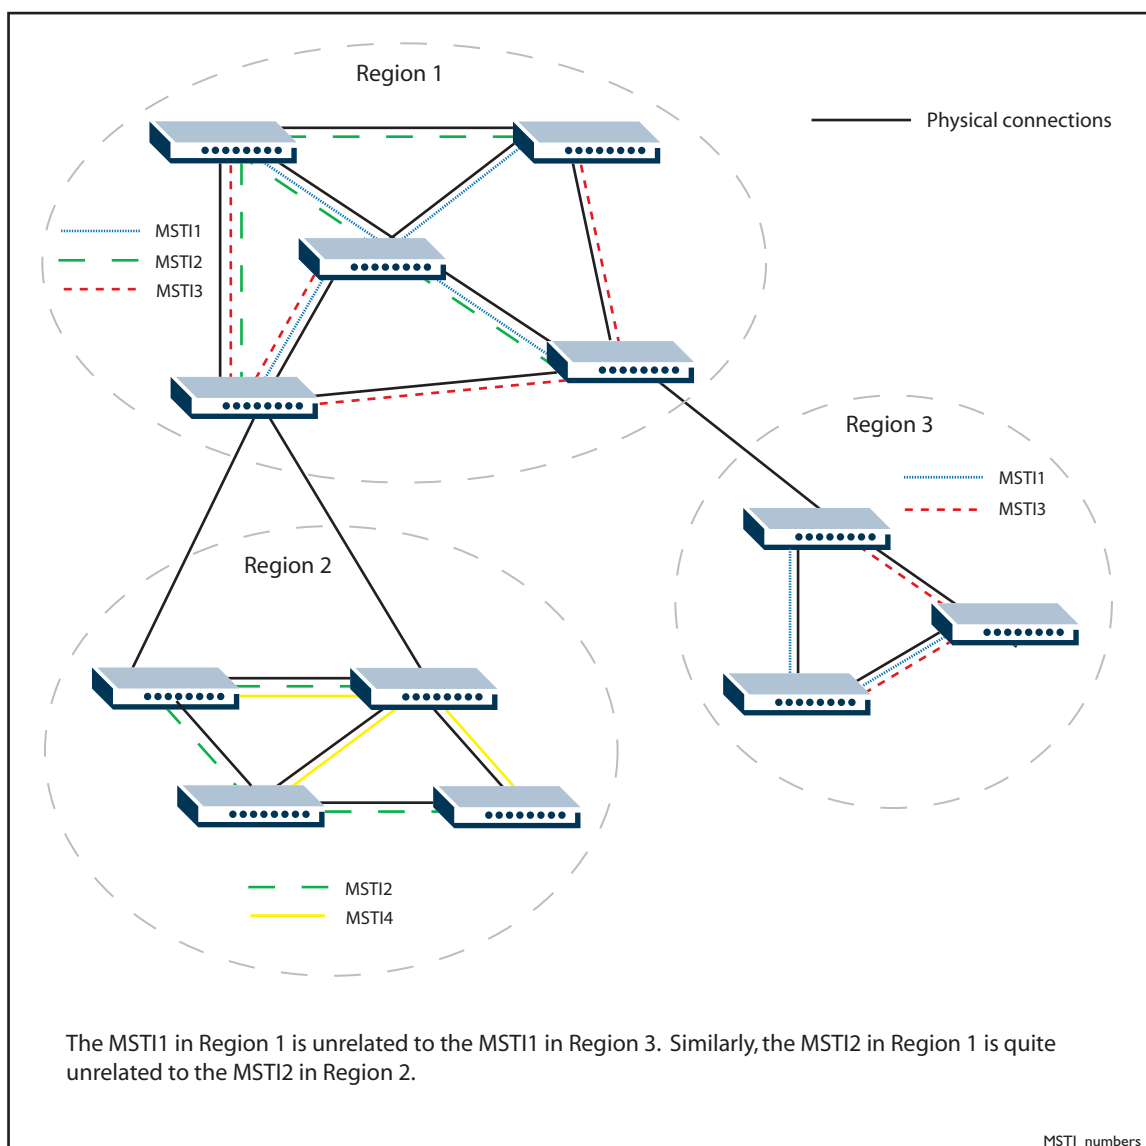 Region 1
Physical connections
MSTI1
MSTI2
MSTI3
Region 3
MSTI1
MSTI3
Region 2
MSTI2
MSTI4
The MSTI1 in Region 1 is unrelated to the MSTI1 in Region 3. Similarly, the MSTI2 in Region 1 is quite
unrelated to the MSTI2 in Region 2.
MSTI_numbers